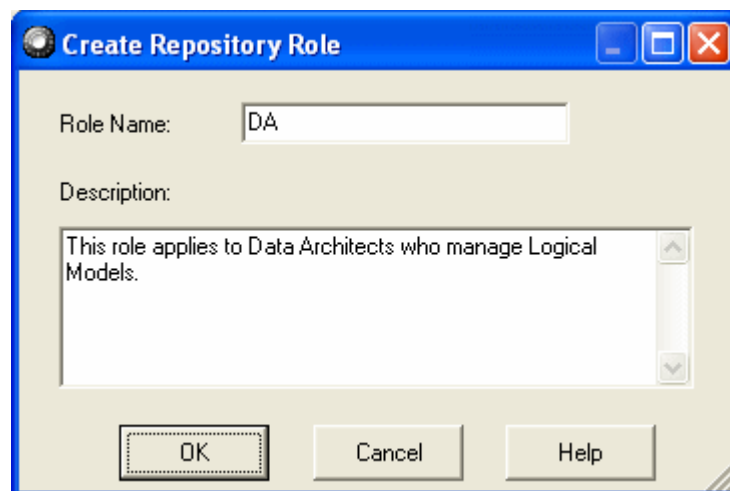 Create Repository Role
Role Name: DA
Description:
This role applies to Data Architects who manage Logical
Models.
OK Cancel Help